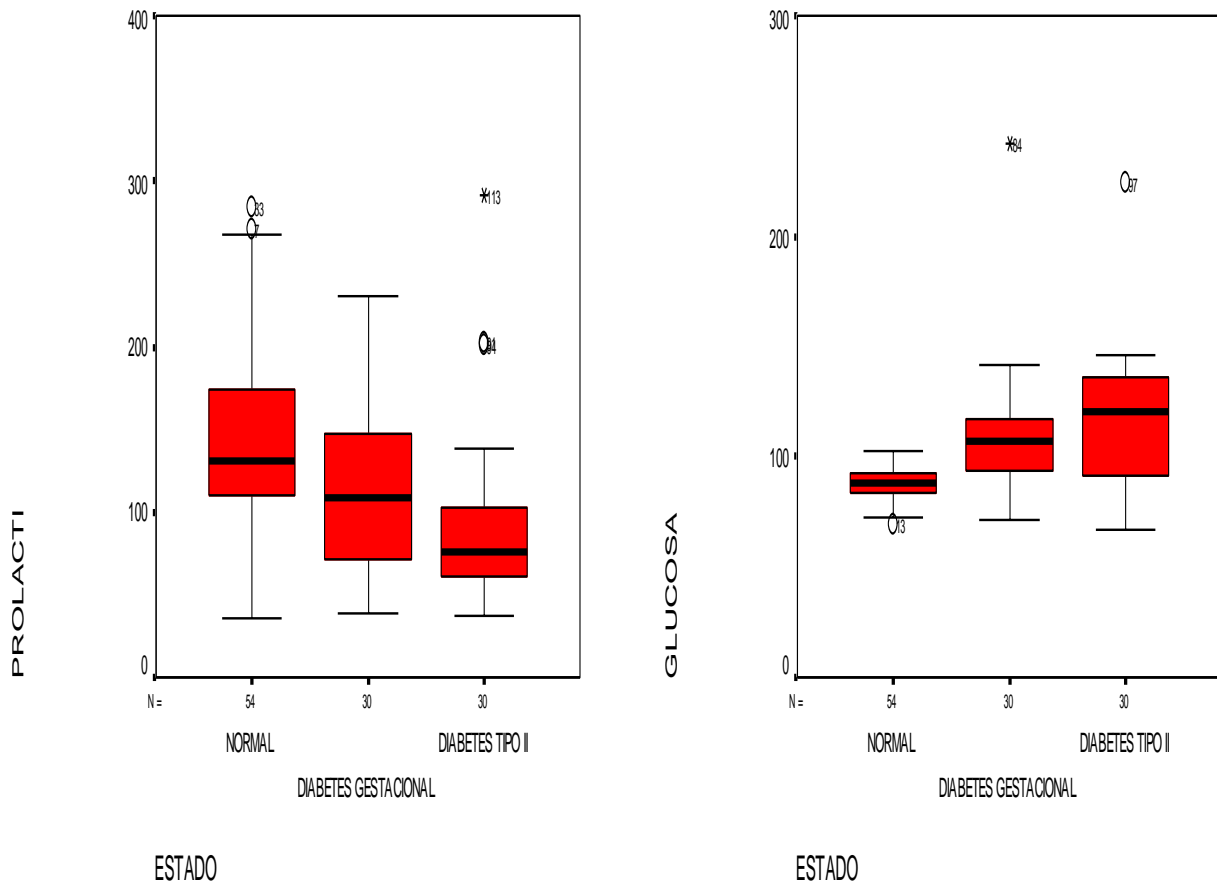 400
300
200
100
0
PROLACTI
33
7
*113
N =
54
30
30
NORMAL
DIABETES TIPO II
DIABETES GESTACIONAL
ESTADO
300
200
100
0
GLUCOSA
*84
97
13
N =
54
30
30
NORMAL
DIABETES TIPO II
DIABETES GESTACIONAL
ESTADO